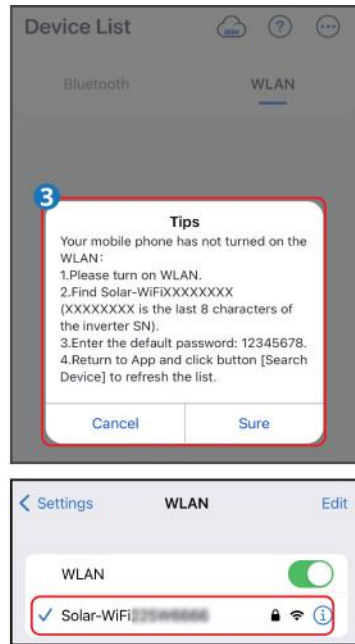 Device List
Bluetooth WLAN
3
Tips
Your mobile phone has not turned on the
WLAN:
1.Please turn on WLAN.
2.Find Solar-WiFiXXXXXXXX
(XXXXXXXX is the last 8 characters of
the inverter SN).
3.Enter the default password: 12345678.
4.Return to App and click button [Search
Device] to refresh the list.
Cancel Sure
Settings WLAN Edit
WLAN
Solar-WiFi